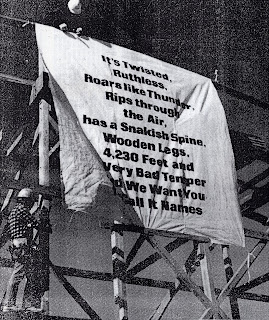 It's Twisted,
Ruthless,
Roars like Thunder,
Rips through
the Air,
has a Snakish Spine,
Wooden Legs,
4,230 Feet and
Very Bad Temper
We Want You
It Names